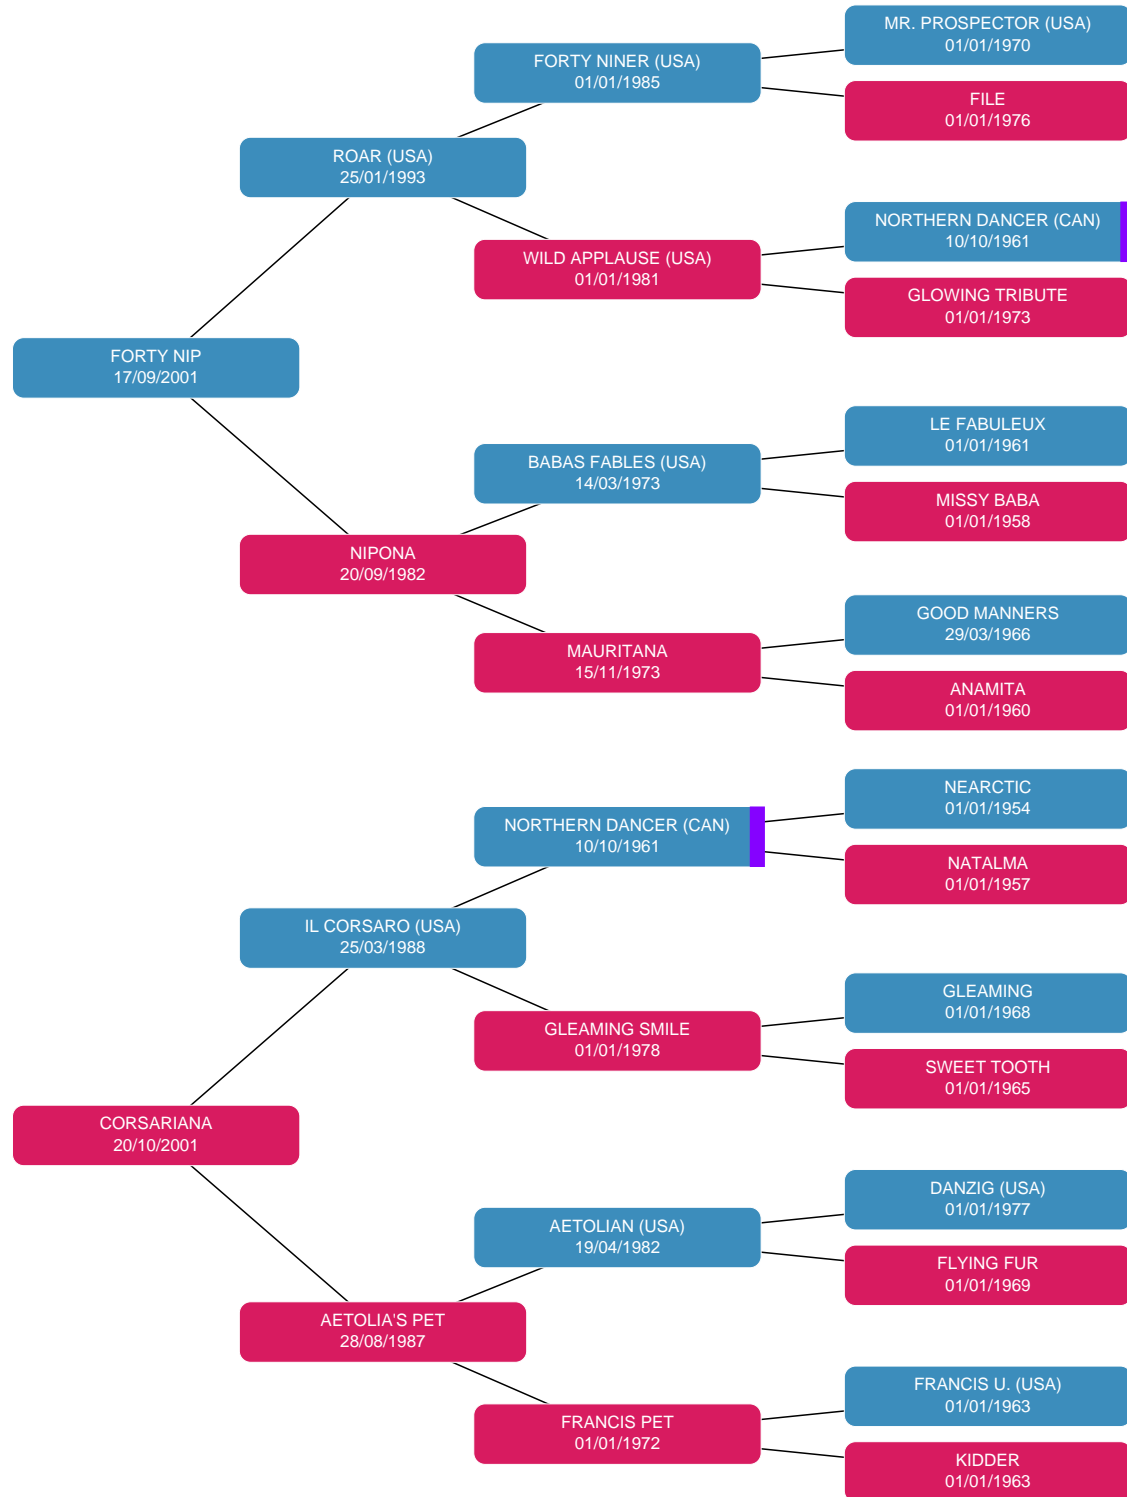 MR. PROSPECTOR (USA)
01/01/1970
FORTY NINER (USA)
01/01/1985
FILE
01/01/1976
ROAR (USA)
25/01/1993
NORTHERN DANCER (CAN)
10/10/1961
WILD APPLAUSE (USA)
01/01/1981
GLOWING TRIBUTE
01/01/1973
FORTY NIP
17/09/2001
LE FABULEUX
01/01/1961
BABAS FABLES (USA)
14/03/1973
MISSY BABA
01/01/1958
NIPONA
20/09/1982
GOOD MANNERS
29/03/1966
MAURITANA
15/11/1973
ANAMITA
01/01/1960
NEARCTIC
01/01/1954
NORTHERN DANCER (CAN)
10/10/1961
NATALMA
01/01/1957
IL CORSARO (USA)
25/03/1988
GLEAMING
01/01/1968
GLEAMING SMILE
01/01/1978
SWEET TOOTH
01/01/1965
CORSARIANA
20/10/2001
DANZIG (USA)
01/01/1977
AETOLIAN (USA)
19/04/1982
FLYING FUR
01/01/1969
AETOLIA'S PET
28/08/1987
FRANCIS U. (USA)
01/01/1963
FRANCIS PET
01/01/1972
KIDDER
01/01/1963